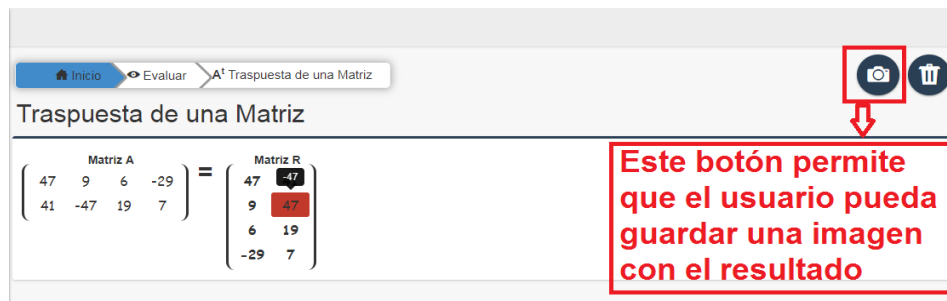 Inicio Evaluar Aᵗ Traspuesta de una Matriz
Traspuesta de una Matriz
Matriz A
47 9 6 -29
41 -47 19 7
=
Matriz R
47 -47
9 47
6 19
-29 7
Este botón permite
que el usuario pueda
guardar una imagen
con el resultado